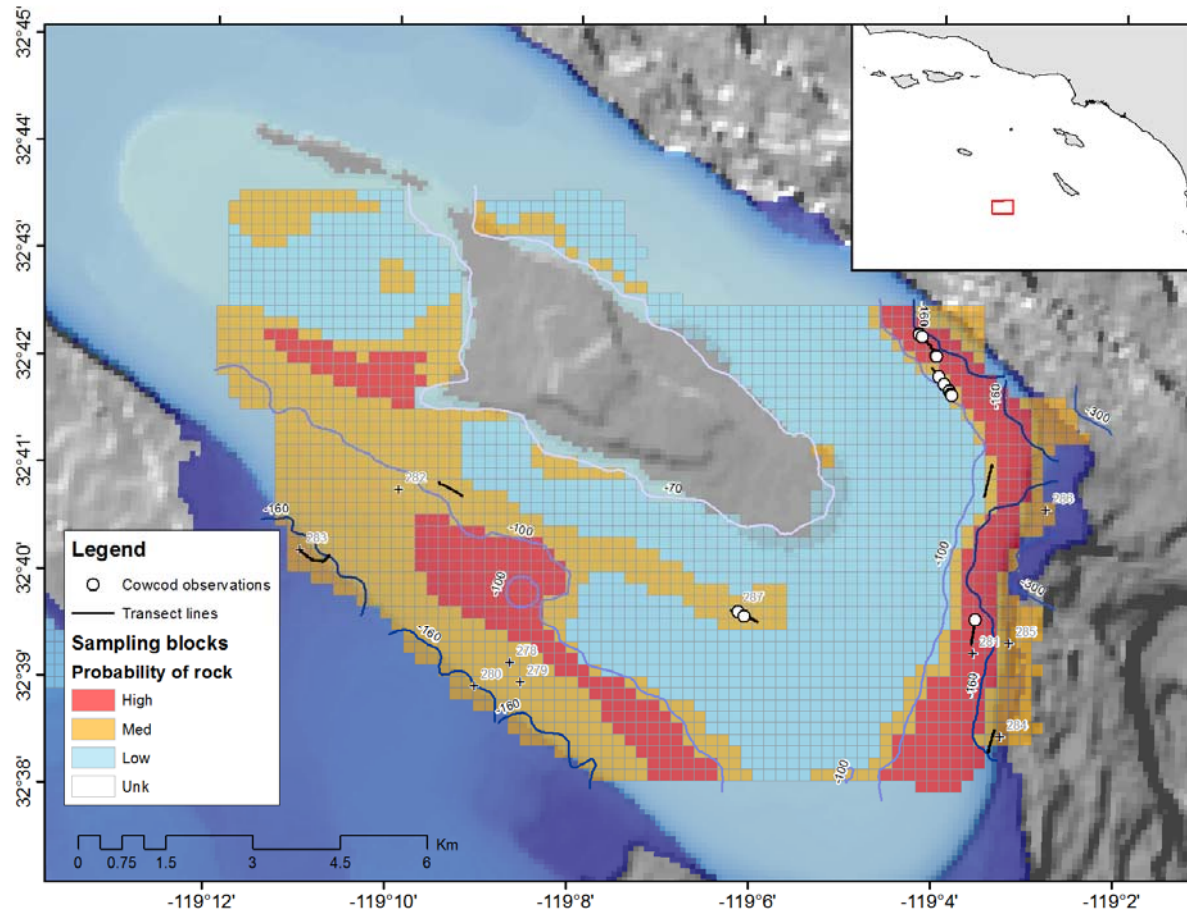 32°45'
32°44'
32°43'
32°42'
32°41'
32°40'
32°39'
32°38'
-160
-160
-300
-70
282
-160
283
-100
-100
-100
288
-300
287
281
285
-160
278
279
280
-160
-160
284
-100
Legend
Cowcod observations
Transect lines
Sampling blocks
Probability of rock
High
Med
Low
Unk
Km
0 0.75 1.5 3 4.5 6
-119°12' -119°10' -119°8' -119°6' -119°4' -119°2'